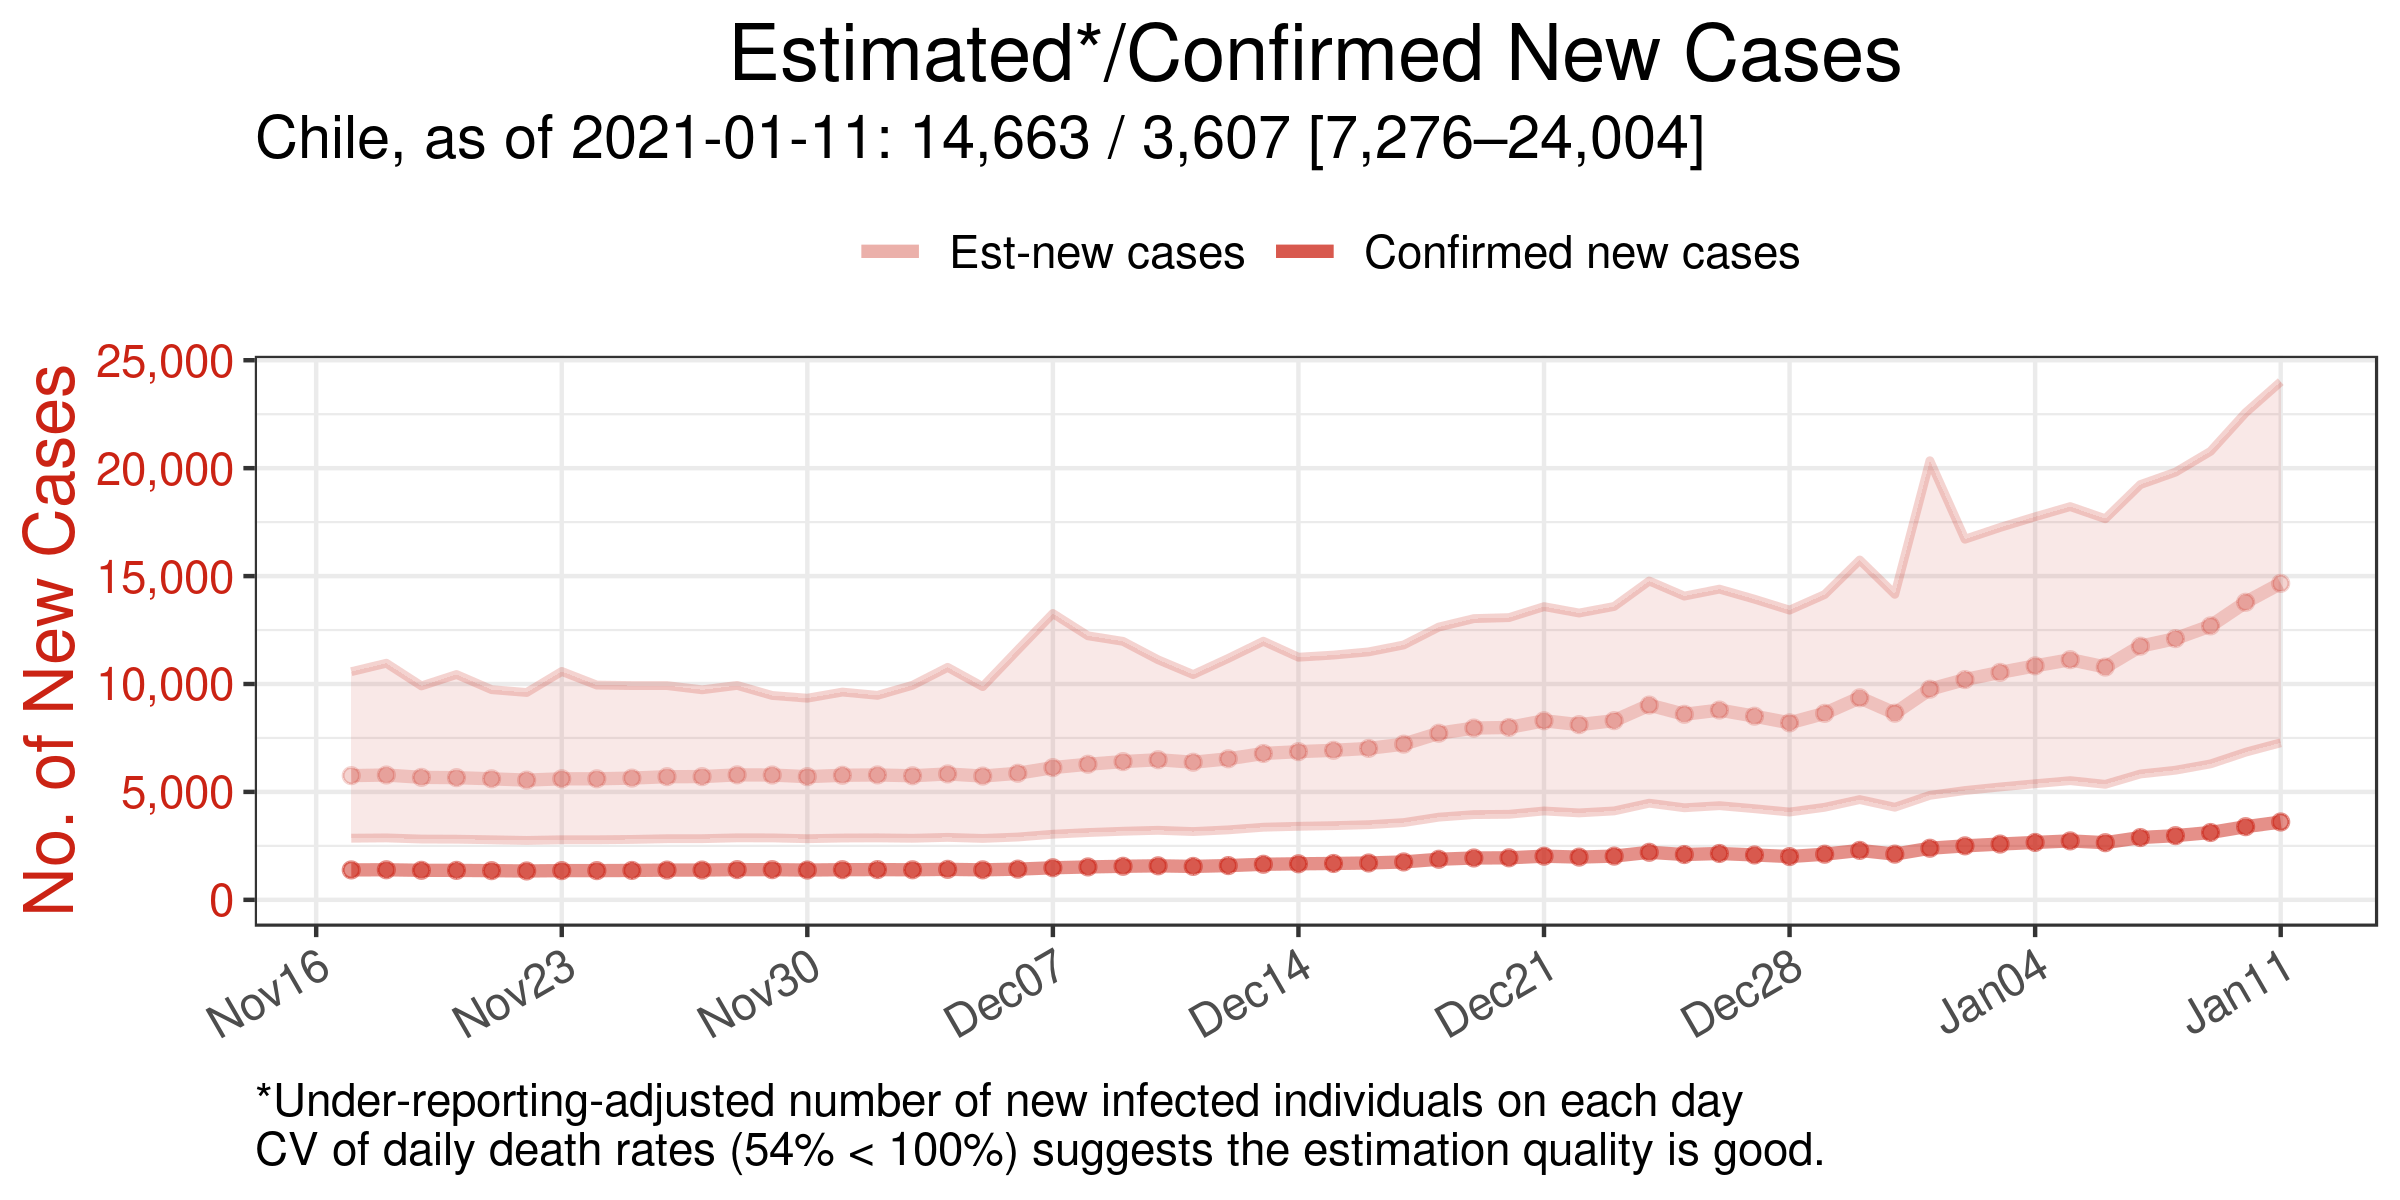 Estimated*/Confirmed New Cases
Chile, as of 2021-01-11: 14,663 / 3,607 [7,276–24,004]
Est-new cases Confirmed new cases
No. of New Cases
25,000
20,000
15,000
10,000
5,000
0
Nov16 Nov23 Nov30 Dec07 Dec14 Dec21 Dec28 Jan04 Jan11
*Under-reporting-adjusted number of new infected individuals on each day
CV of daily death rates (54% < 100%) suggests the estimation quality is good.